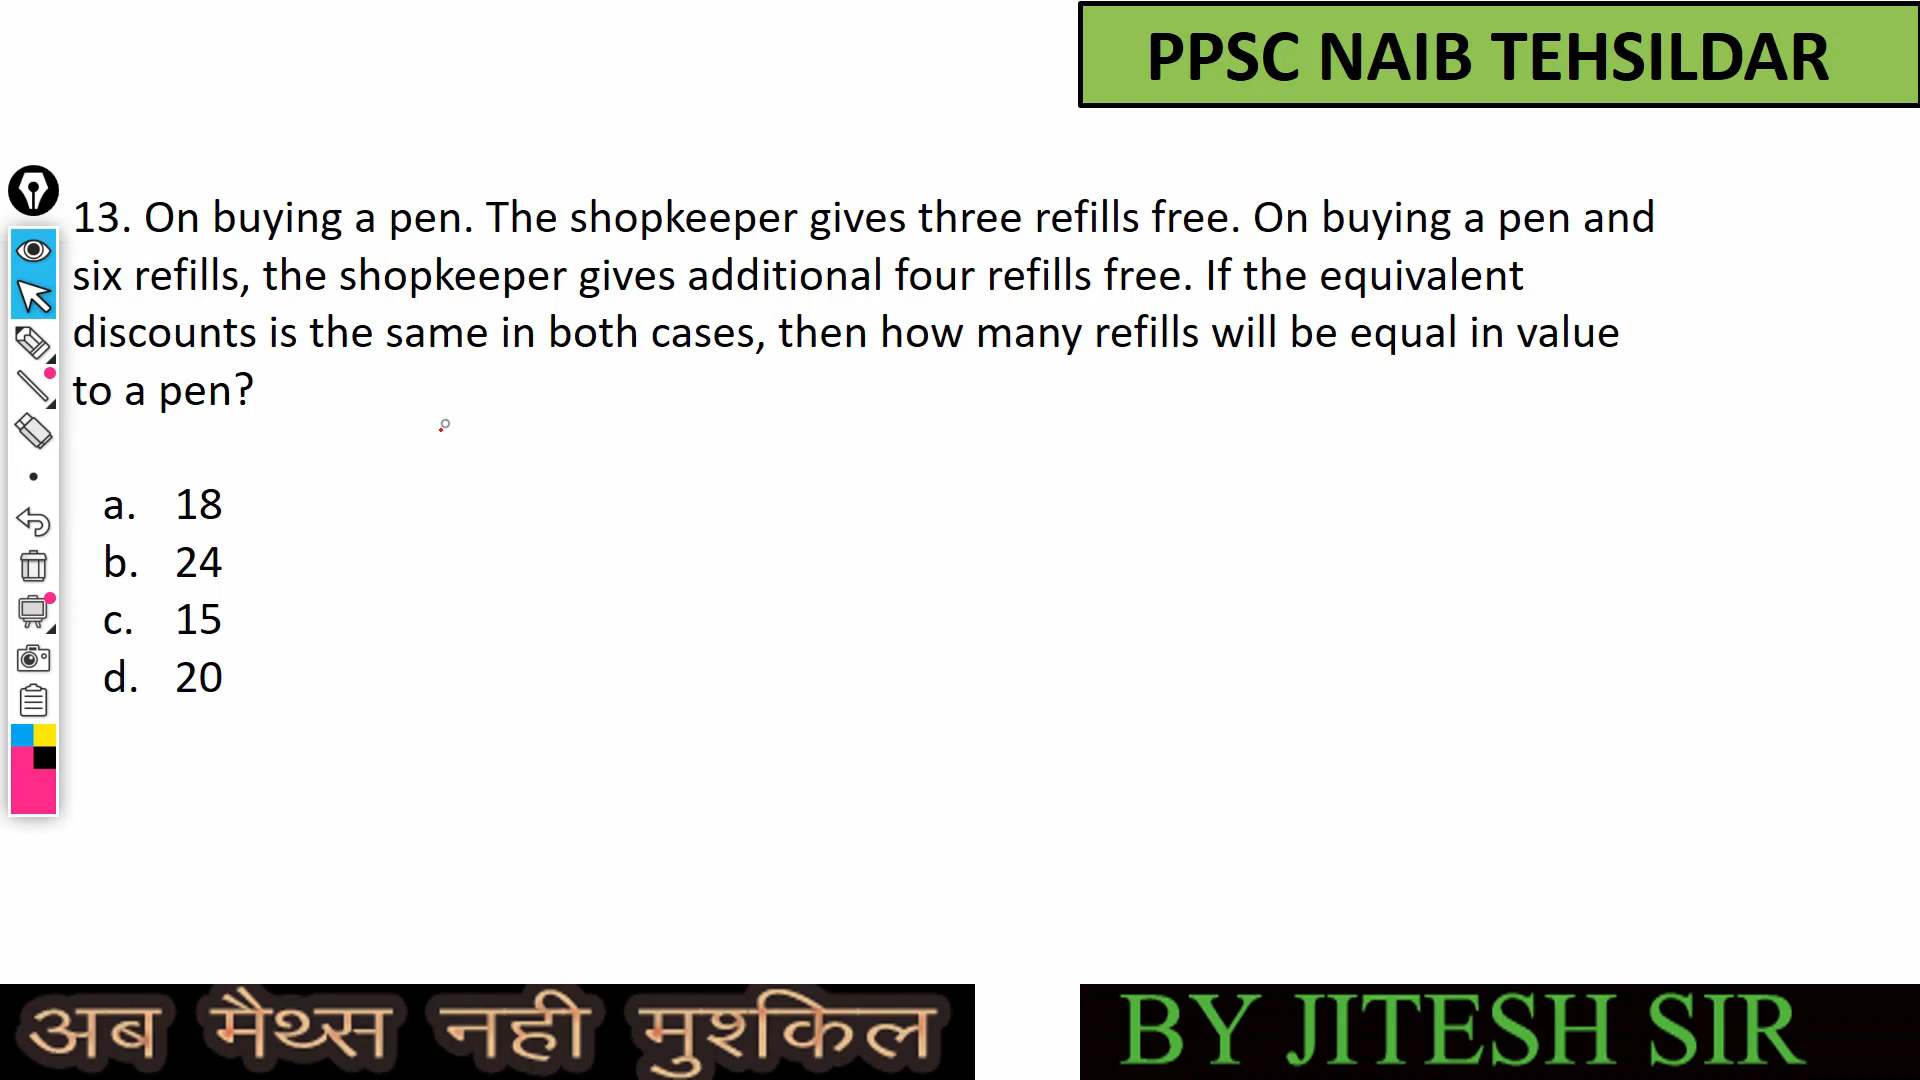 PPSC NAIB TEHSILDAR
13. On buying a pen. The shopkeeper gives three refills free. On buying a pen and
six refills, the shopkeeper gives additional four refills free. If the equivalent
discounts is the same in both cases, then how many refills will be equal in value
to a pen?
a. 18
b. 24
c. 15
d. 20
अब मैथ्स नही मुश्किल
BY JITESH SIR